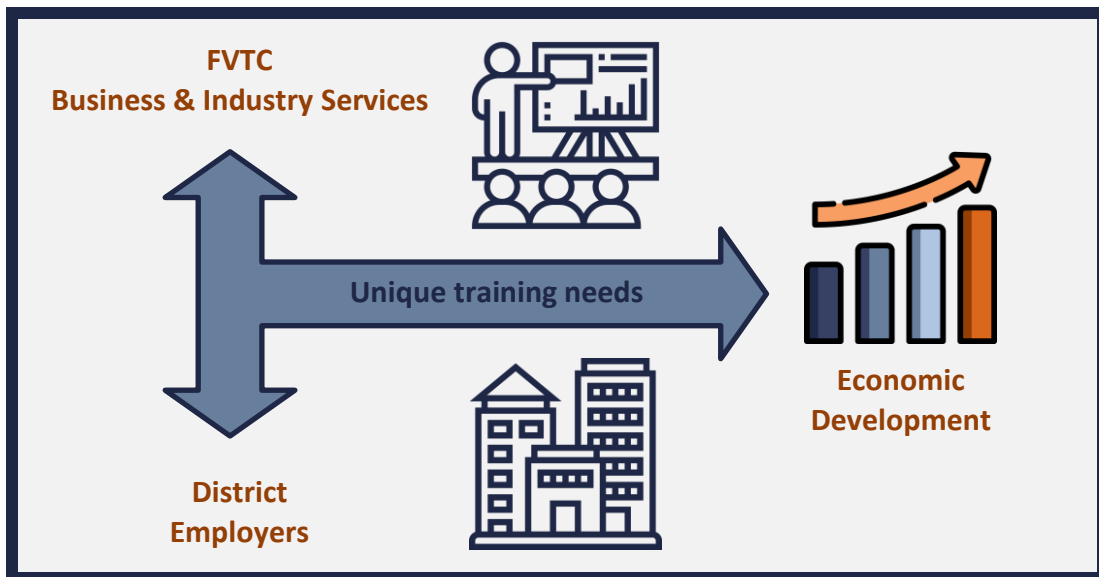 FVTC
Business & Industry Services
Unique training needs
Economic
Development
District
Employers